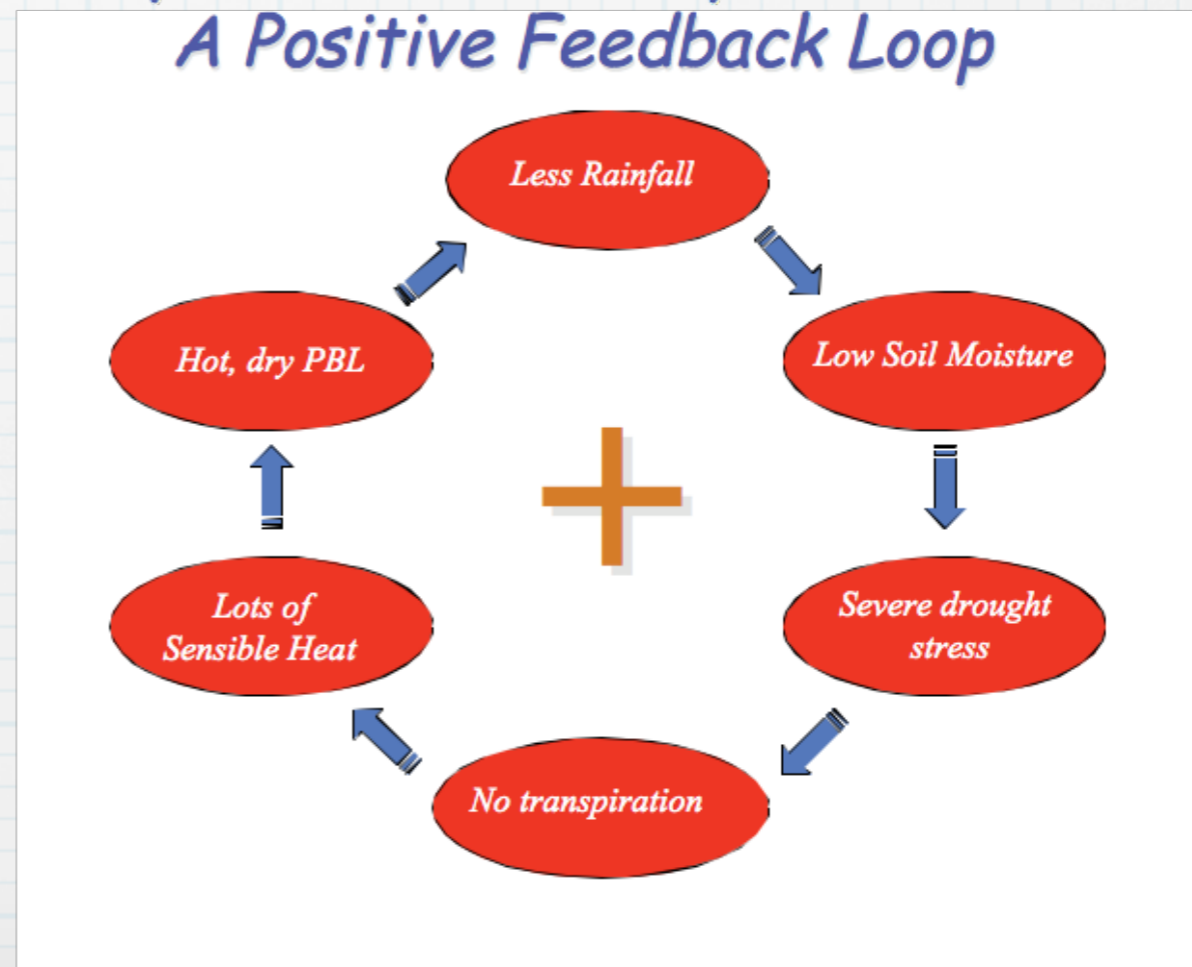 A Positive Feedback Loop
Less Rainfall
Hot, dry PBL
Low Soil Moisture
Lots of
Sensible Heat
Severe drought
stress
No transpiration